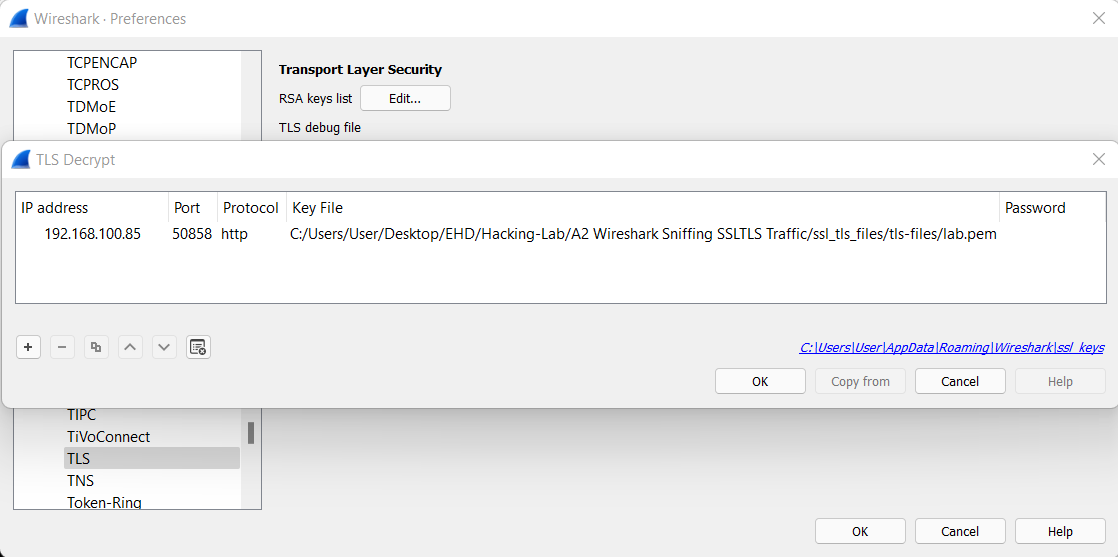 Wireshark · Preferences
TCPENCAP
TCPROS
TDMoE
TDMoP
Transport Layer Security
RSA keys list Edit...
TLS debug file
TLS Decrypt
IP address Port Protocol Key File Password
192.168.100.85 50858 http C:/Users/User/Desktop/EHD/Hacking-Lab/A2 Wireshark Sniffing SSLTLS Traffic/ssl_tls_files/tls-files/lab.pem
C:\Users\User\AppData\Roaming\Wireshark\ssl_keys
OK Copy from Cancel Help
TIPC
TiVoConnect
TLS
TNS
Token-Ring
OK Cancel Help